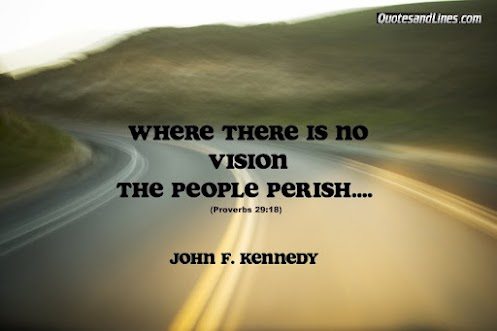 QuotesandLines.com
WHERE THERE IS NO
VISION
THE PEOPLE PERISH....
(Proverbs 29:18)
JOHN F. KENNEDY